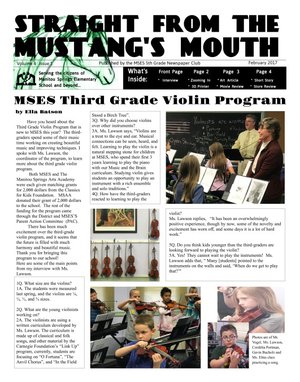 STRAIGHT FROM THE
MUSTANG'S MOUTH
Volume 4 Issue 2
Published by the MSES 5th Grade Newspaper Club
February 2017
Serving the citizens of
Manitou Springs Elementary
School and beyond...
What's
Inside:
Front Page
• Interview
Page 2
• Zooming In
• 3D Printer
Page 3
• Art Article
• Movie Review
Page 4
• Short Story
• Store Review
MSES Third Grade Violin Program
by Ella Batson
Have you heard about the
Third Grade Violin Program that is
new to MSES this year? The third
graders spend some of their music
time working on creating beautiful
music and improving techniques. I
spoke with Ms. Lawson, the
coordinator of the program, to learn
more about the third grade violin
program.
Both MSES and The
Manitou Springs Arts Academy
were each given matching grants
for 2,000 dollars from the Clemens
for Kids Foundation. MSAA
donated their grant of 2,000 dollars
to the school. The rest of the
funding for the program came
through the District and MSES'S
Parent Action Committee (PAC).
There has been much
excitement over the third-grade
violin program, and it seems that
the future is filled with much
harmony and beautiful music.
Thank you for bringing this
program to our school!
Here are some of the main points
from my interview with Ms.
Lawson.
1Q. What size are the violins?
1A. The students were measured
last spring, and the violins are ¼,
½, ¾ and ⅛ sizes.
2Q. What are the young violinists
working on?
2A. The violinists are using a
written curriculum developed by
Ms. Lawson. The curriculum is
made up of classical and folk
songs, and other material by the
Carnegie Foundation's "Link Up"
program, currently, students are
focusing on "O Fortuna", "The
Anvil Chorus", and "In the Field
Stood a Birch Tree".
3Q. Why did you choose violins
over other instruments?
3A. Ms. Lawson says, "Violins are
a treat to the eye and ear. Musical
connections can be seen, heard, and
felt. Learning to play the violin is a
natural stepping stone for children
at MSES, who spend their first 3
years learning to play the piano
with our Music and the Brain
curriculum. Studying violin gives
students an opportunity to play an
instrument with a rich ensemble
and solo traditions."
4Q. How have the third-graders
reacted to learning to play the
violin?
Ms. Lawson replies, "It has been an overwhelmingly
positive experience, though by now, some of the novelty and
excitement has worn off, and some days it is a lot of hard
work."
5Q. Do you think kids younger than the third-graders are
looking forward to playing the violin?
5A. Yes! They cannot wait to play the instruments! Ms.
Lawson adds that, "Many [students] pointed to the
instruments on the walls and said, "When do we get to play
that?"
Photos are of Mr.
Vogel, Ms. Lawson,
Cordelia Portman,
Gavin Bacheli and
Ms. Elias class
practicing a song.